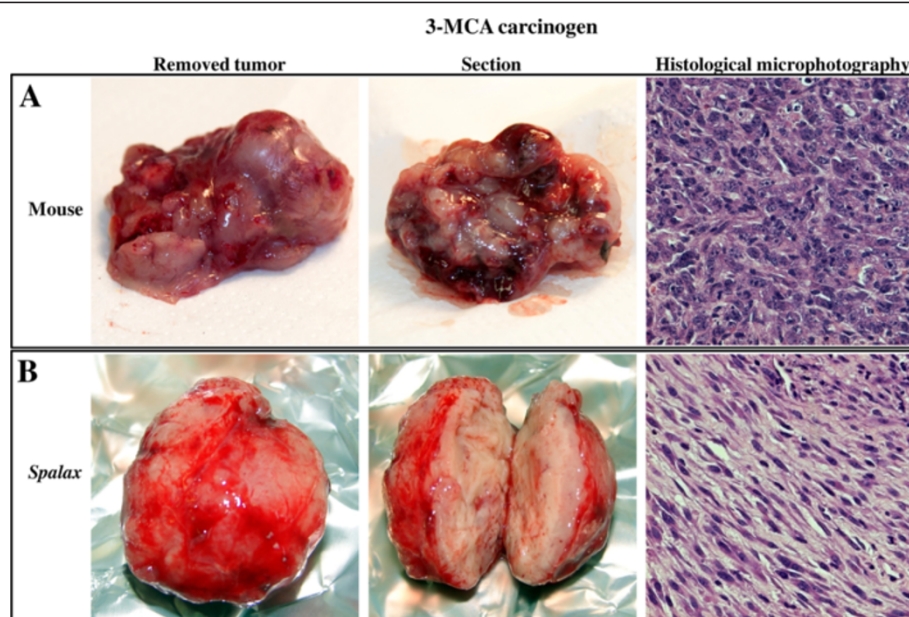 3-MCA carcinogen
Removed tumor Section Histological microphotography
A
Mouse
B
Spalax